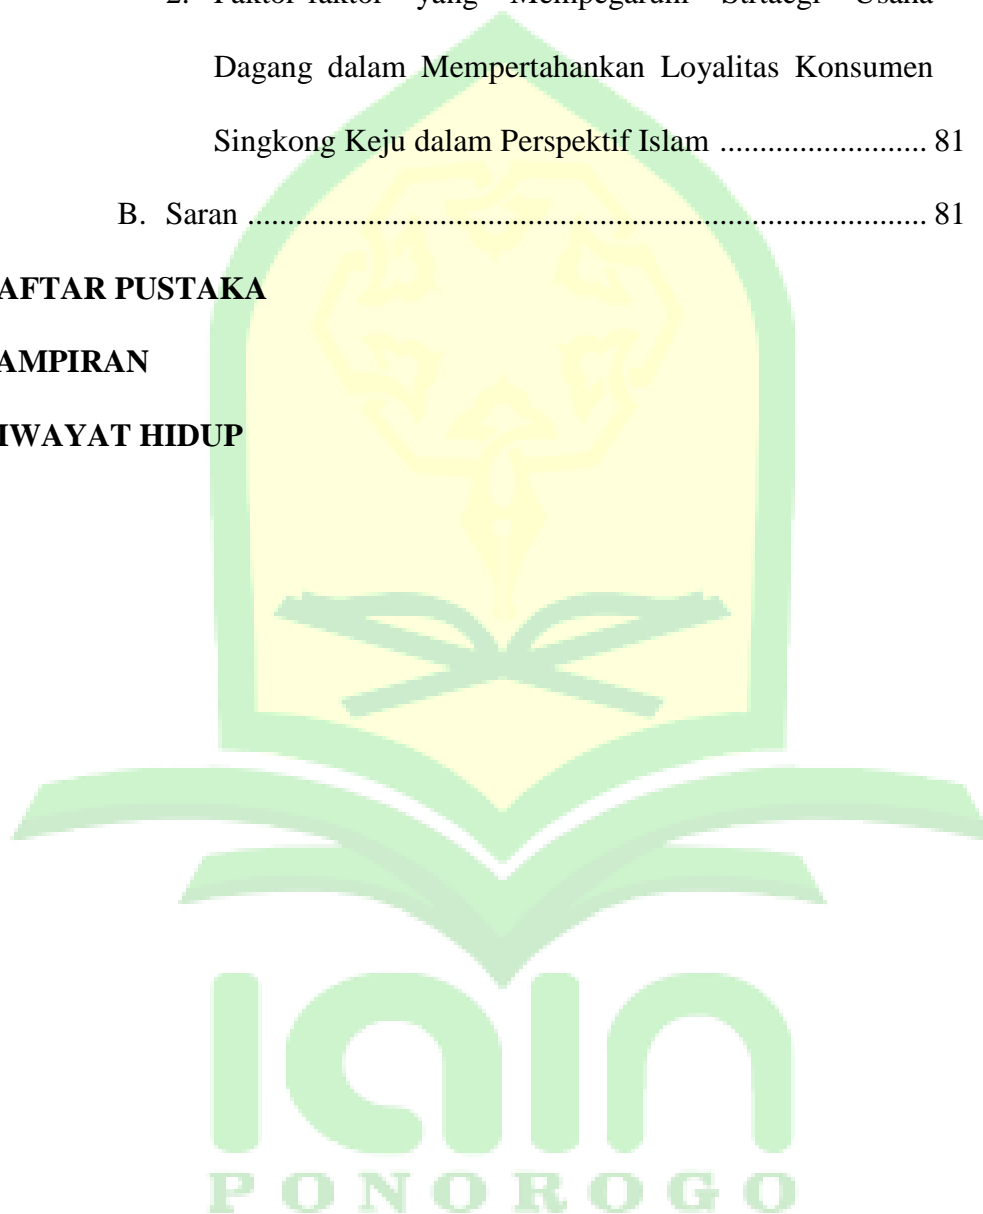 2. Faktor-faktor yang Mempegaruhi Strtaegi Usaha
Dagang dalam Mempertahankan Loyalitas Konsumen
Singkong Keju dalam Perspektif Islam .......................... 81
B. Saran ...................................................................................... 81
AFTAR PUSTAKA
AMPIRAN
IWAYAT HIDUP
iain
PONOROGO